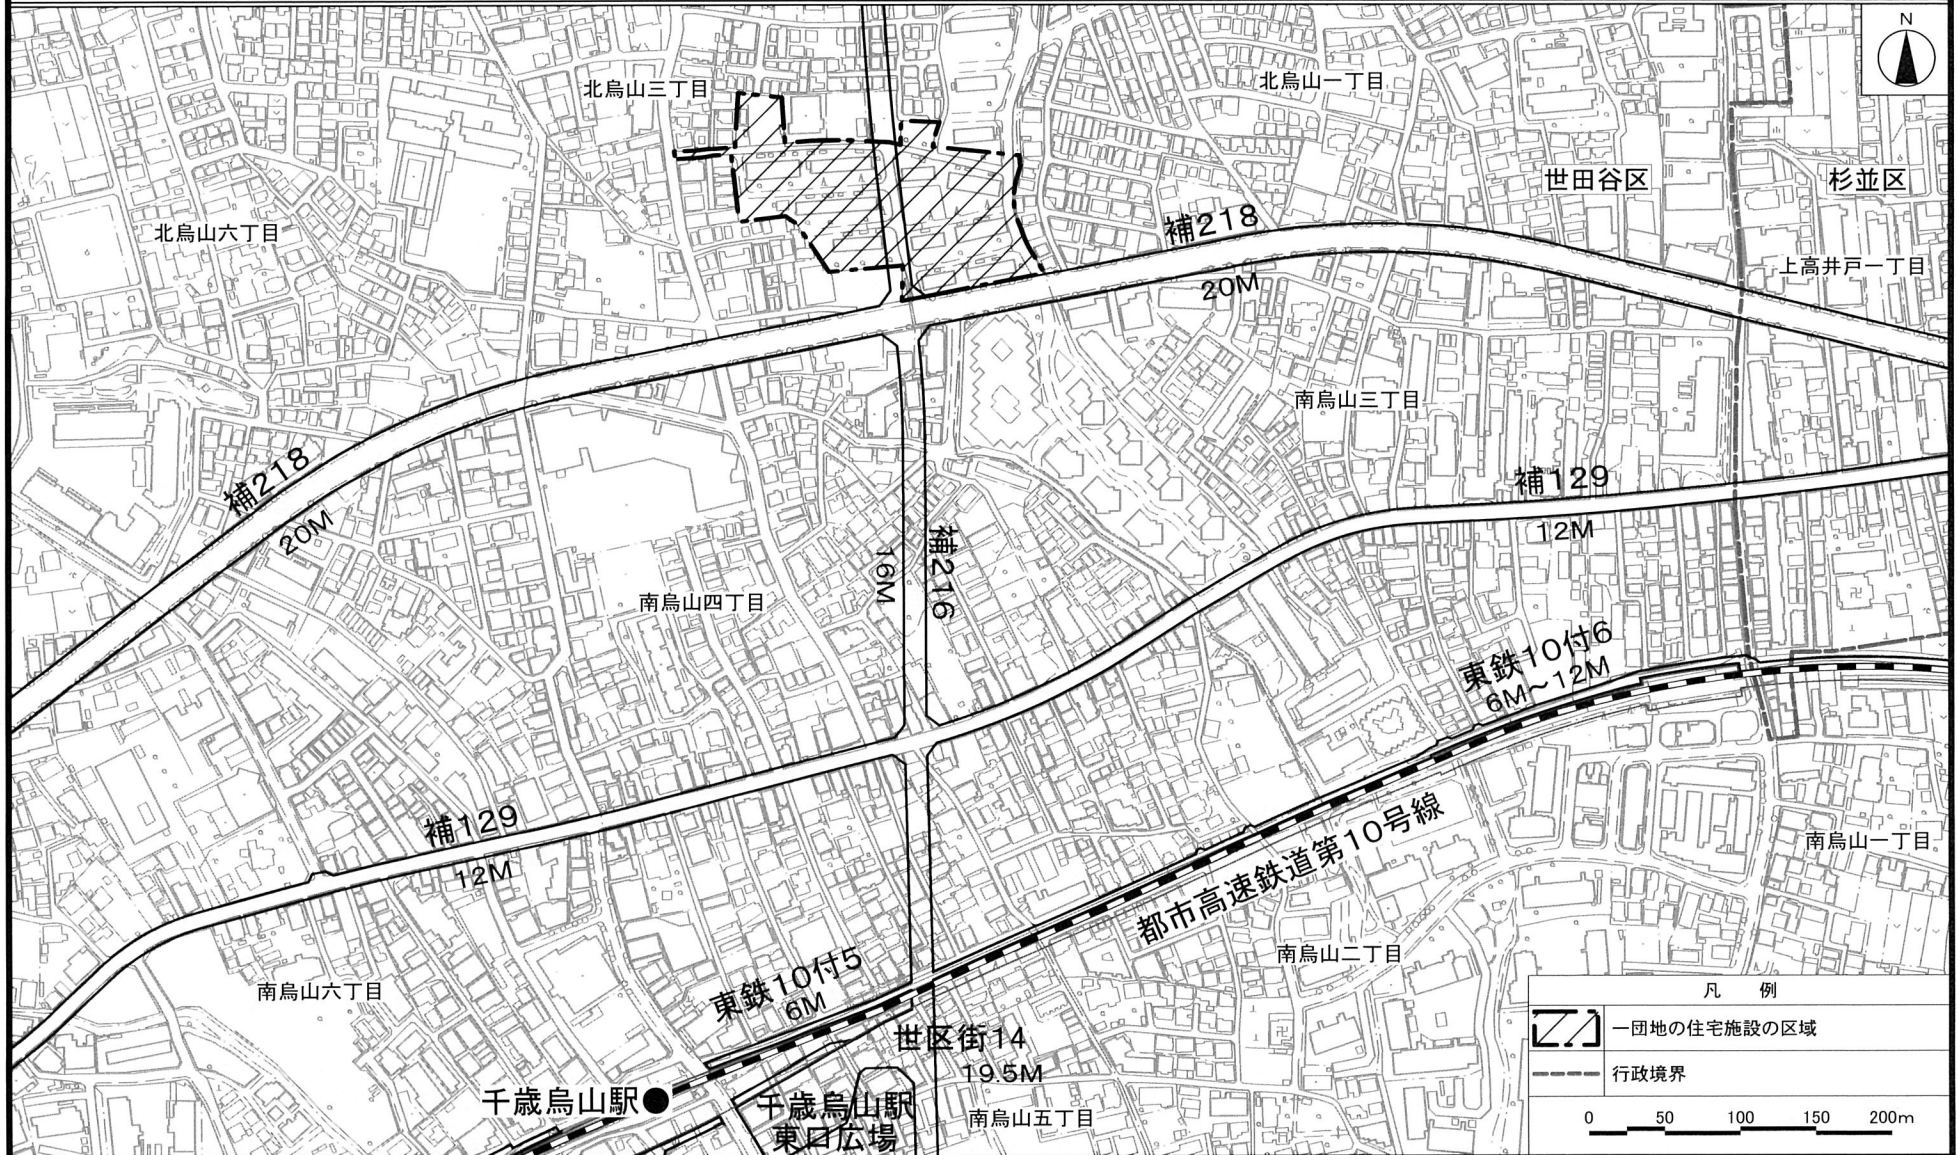 N
北烏山三丁目
北烏山一丁目
世田谷区
杉並区
北烏山六丁目
補218
20M
上高井戸一丁目
南烏山三丁目
補218
20M
補129
12M
16M
補216
南烏山四丁目
東鉄10付6
6M~12M
補129
12M
都市高速鉄道第10号線
南烏山一丁目
南烏山二丁目
南烏山六丁目
東鉄10付5
6M
世区街14
19.5M
千歳烏山駅
千歳烏山駅
東口広場
南烏山五丁目
凡 例
一団地の住宅施設の区域
行政境界
0 50 100 150 200m